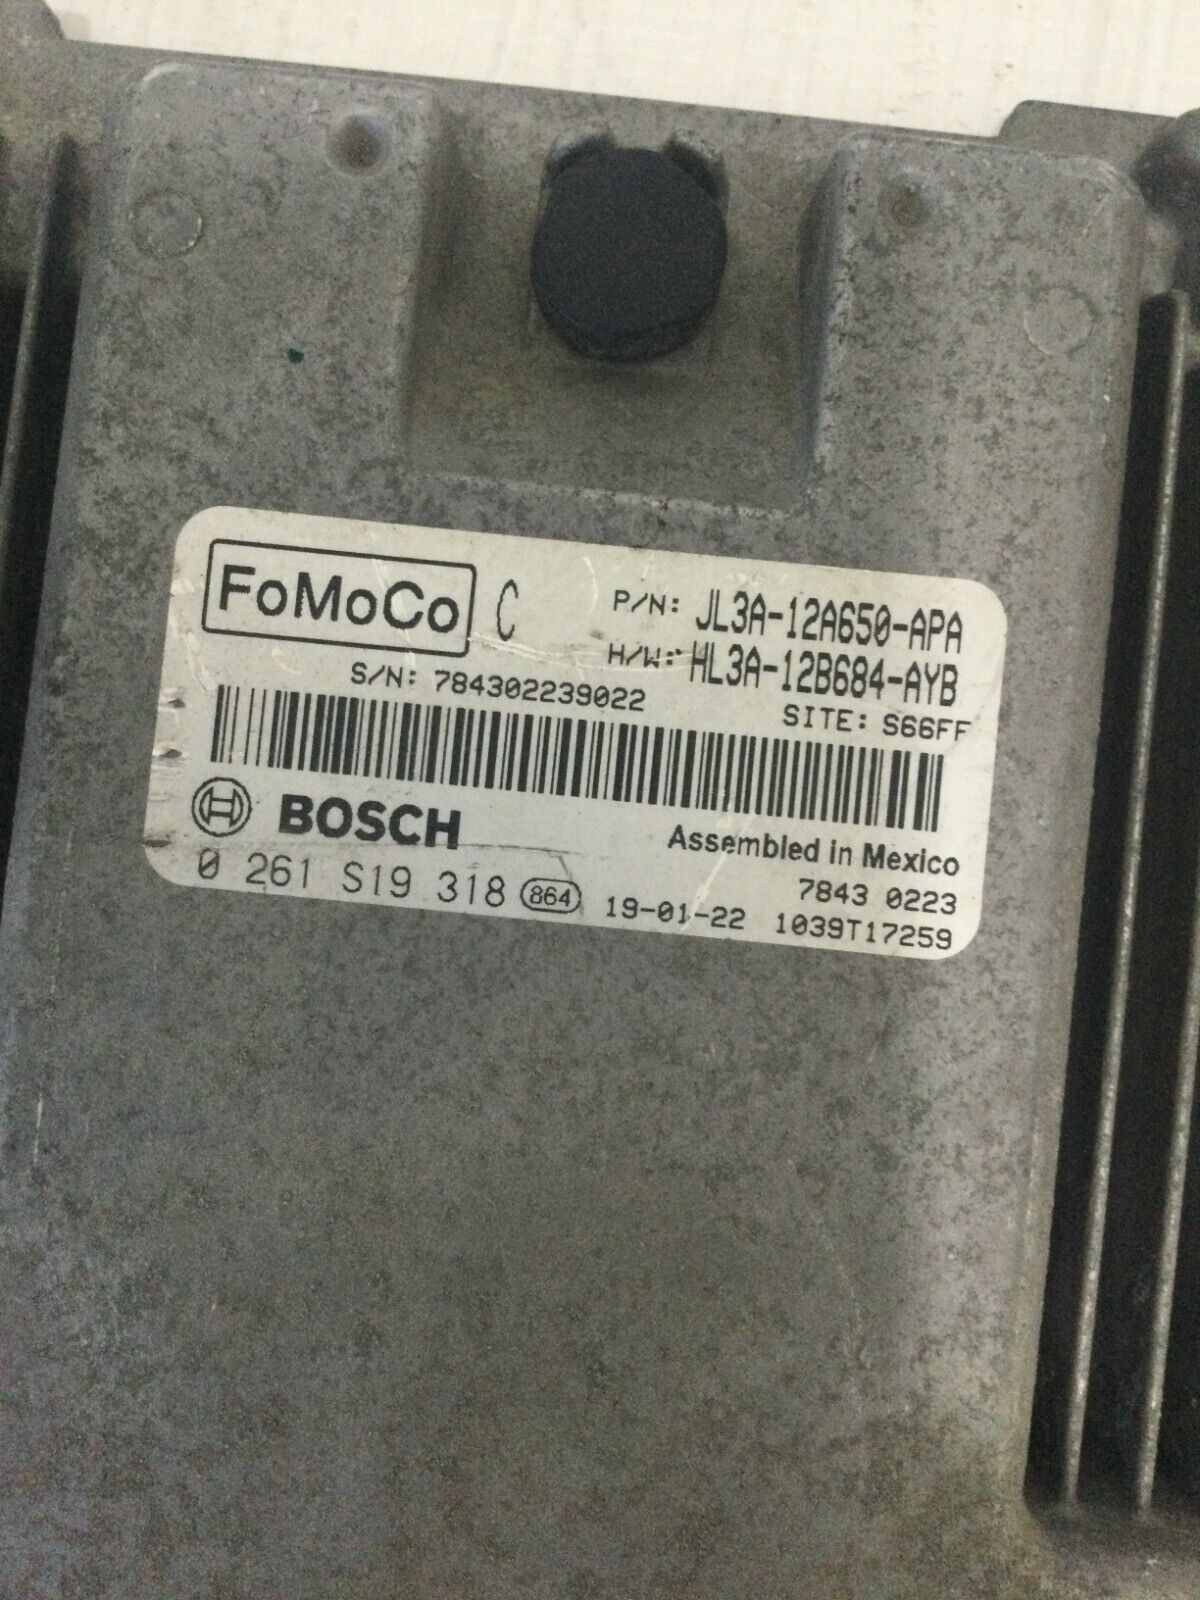 FoMoCo C P/N: JL3A-12A650-APA
H/W: HL3A-12B684-AYB
S/N: 784302239022
SITE: S66FF
BOSCH
Assembled in Mexico
0 261 S19 318 864 19-01-22
7843 0223
1039T17259